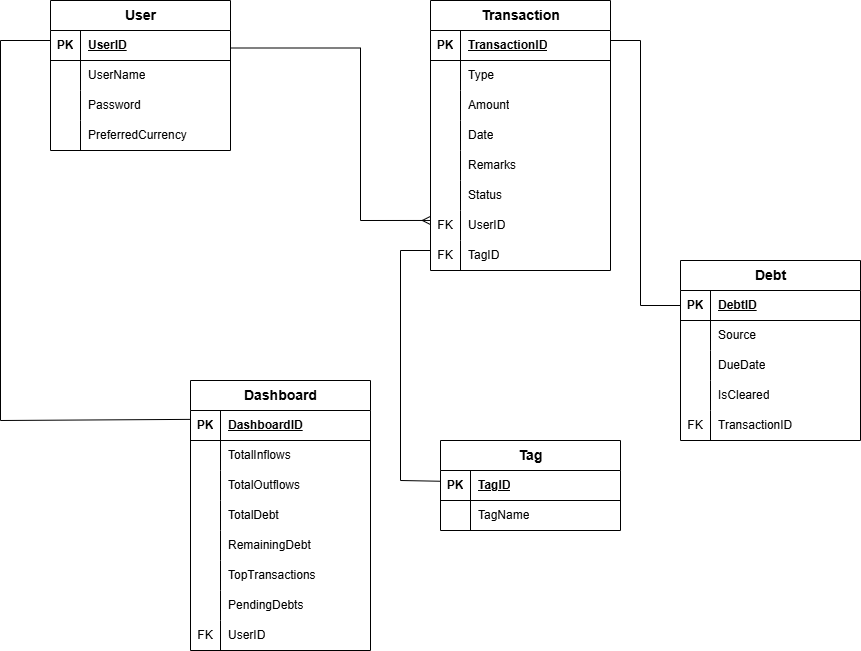 User
PK UserID
UserName
Password
PreferredCurrency
Transaction
PK TransactionID
Type
Amount
Date
Remarks
Status
FK UserID
FK TagID
Debt
PK DebtID
Source
DueDate
IsCleared
FK TransactionID
Dashboard
PK DashboardID
TotalInflows
TotalOutflows
TotalDebt
RemainingDebt
TopTransactions
PendingDebts
FK UserID
Tag
PK TagID
TagName